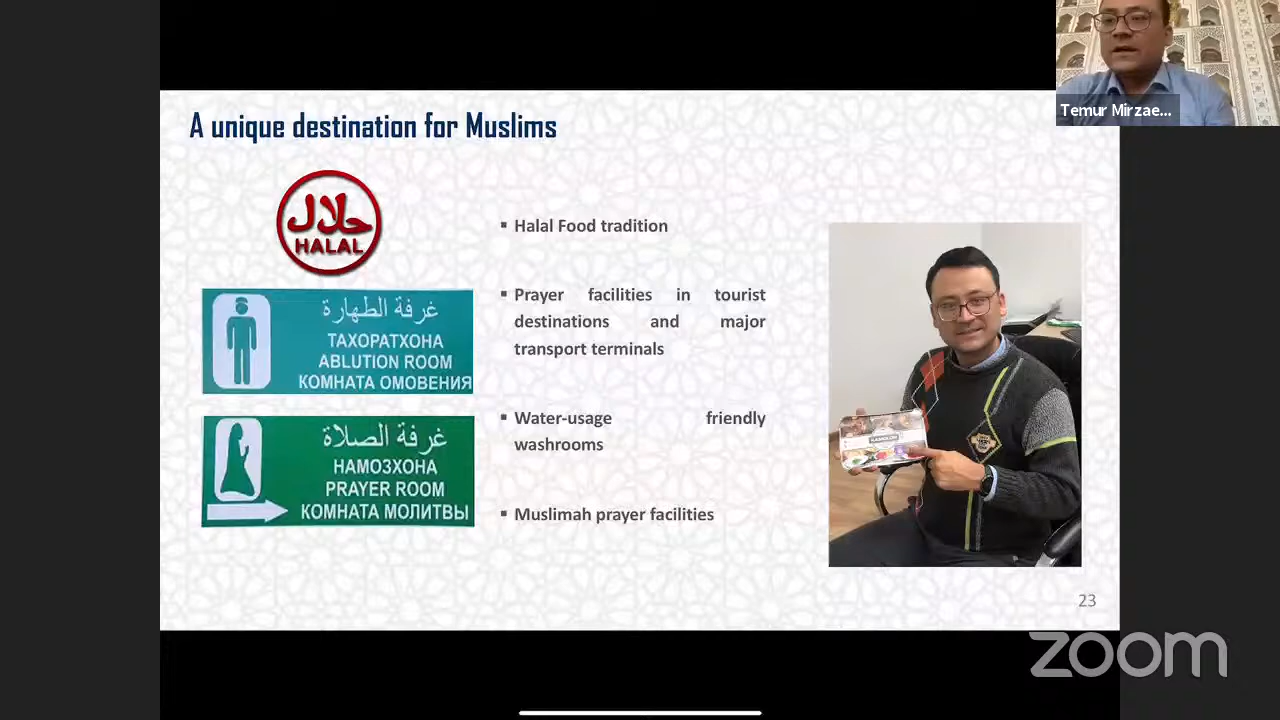 Temur Mirzae...
A unique destination for Muslims
حلال
HALAL
غرفة الطهارة
ТАХОРАТХОНА
ABLUTION ROOM
КОМНАТА ОМОВЕНИЯ
غرفة الصلاة
НАМОЗХОНА
PRAYER ROOM
КОМНАТА МОЛИТВЫ
▪ Halal Food tradition
▪ Prayer facilities in tourist
destinations and major
transport terminals
▪ Water-usage friendly
washrooms
▪ Muslimah prayer facilities
23
zoom